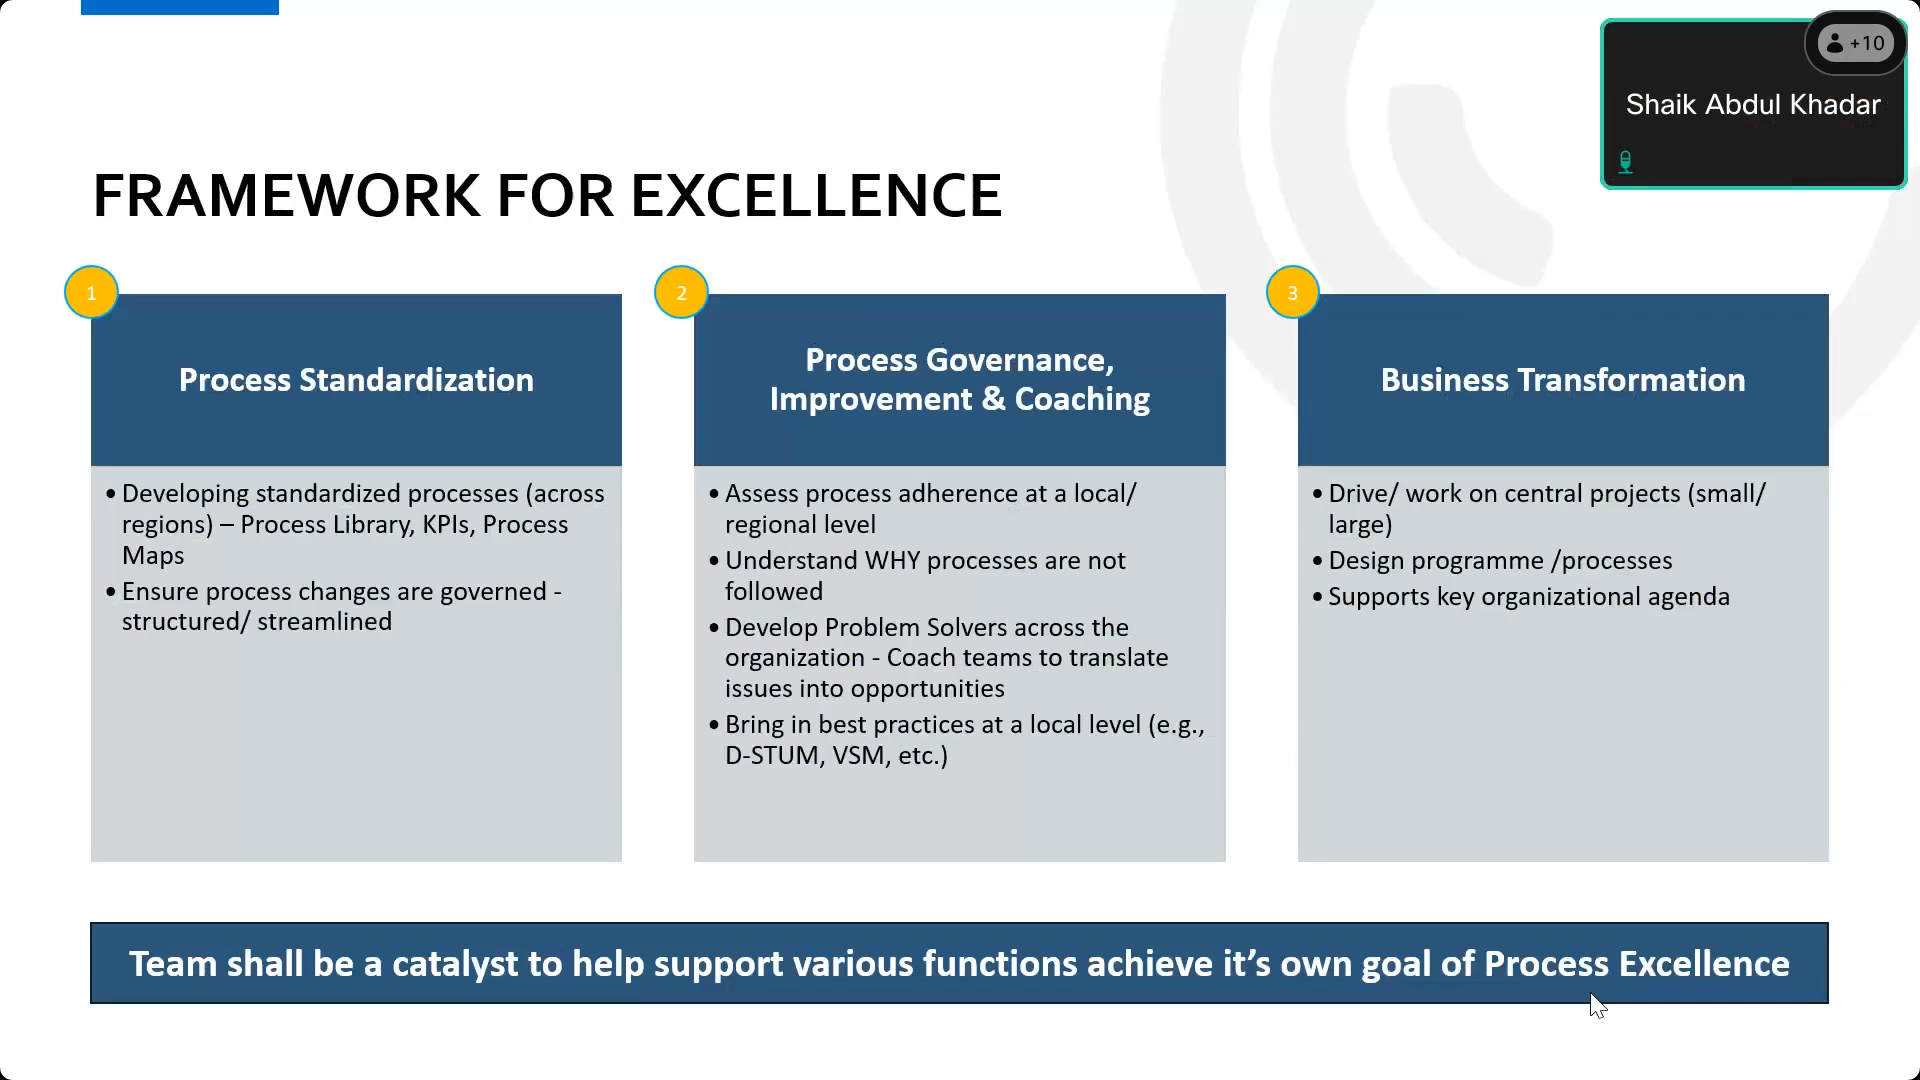 +10
Shaik Abdul Khadar
FRAMEWORK FOR EXCELLENCE
1
Process Standardization
• Developing standardized processes (across
regions) – Process Library, KPIs, Process
Maps
• Ensure process changes are governed -
structured/ streamlined
2
Process Governance,
Improvement & Coaching
• Assess process adherence at a local/
regional level
• Understand WHY processes are not
followed
• Develop Problem Solvers across the
organization - Coach teams to translate
issues into opportunities
• Bring in best practices at a local level (e.g.,
D-STUM, VSM, etc.)
3
Business Transformation
• Drive/ work on central projects (small/
large)
• Design programme /processes
• Supports key organizational agenda
Team shall be a catalyst to help support various functions achieve it’s own goal of Process Excellence